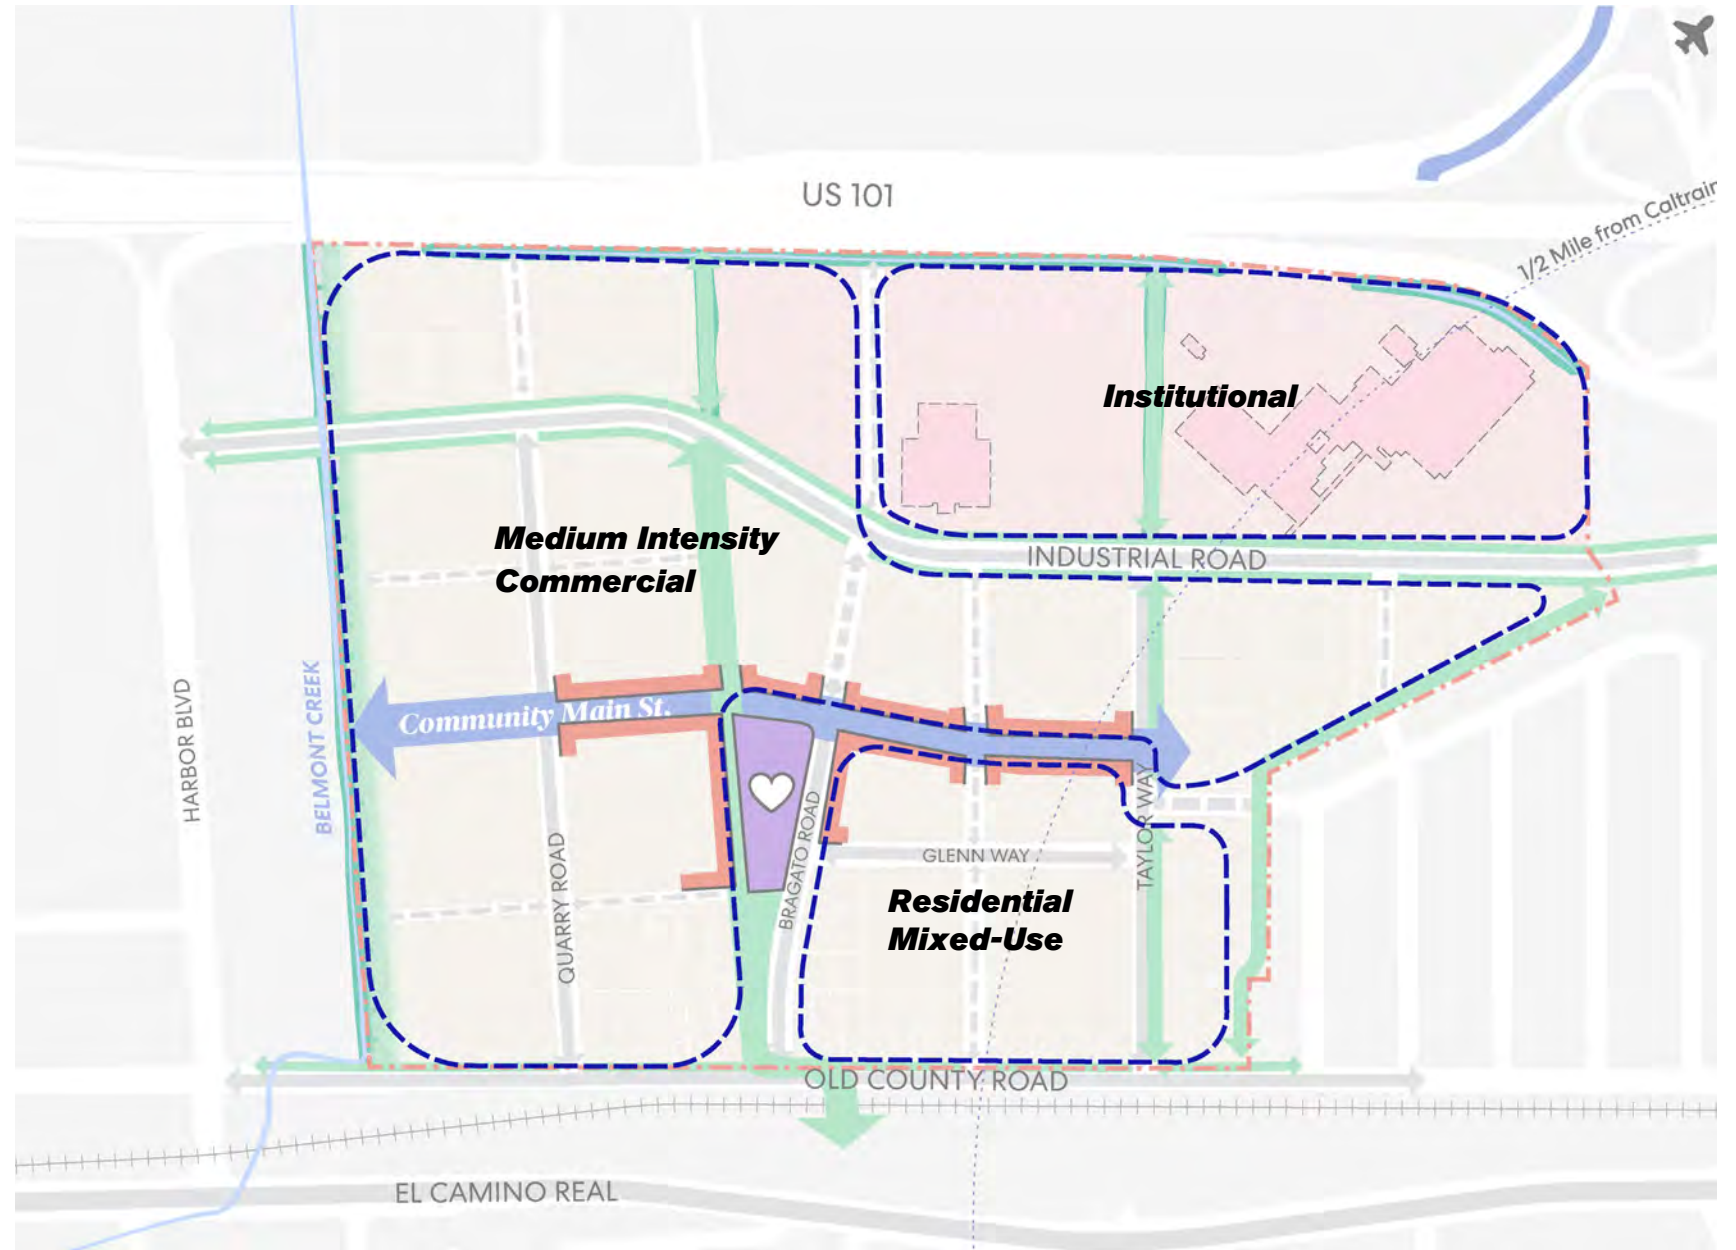 US 101
1/2 Mile from Caltrain
Institutional
Medium Intensity
Commercial
INDUSTRIAL ROAD
HARBOR BLVD
BELMONT CREEK
Community Main St.
QUARRY ROAD
BRAGATO ROAD
GLENN WAY
TAYLOR WAY
Residential
Mixed-Use
OLD COUNTY ROAD
EL CAMINO REAL